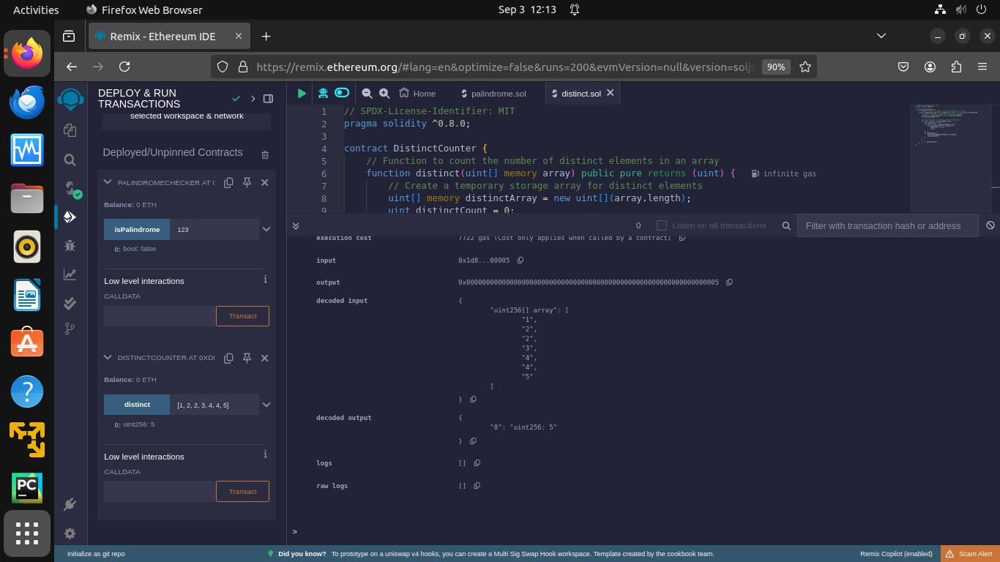 Activities
Firefox Web Browser
Sep 3 12:13
Remix - Ethereum IDE
https://remix.ethereum.org/#lang=en&optimize=false&runs=200&evmVersion=null&version=soljs
90%
DEPLOY & RUN
TRANSACTIONS
selected workspace & network
Deployed/Unpinned Contracts
PALINDROMECHECKER AT 0
Balance: 0 ETH
isPalindrome
123
0: bool: false
Low level interactions
i
CALLDATA
Transact
DISTINCTCOUNTER AT 0XD
Balance: 0 ETH
distinct
[1, 2, 2, 3, 4, 4, 5]
0: uint256: 5
Low level interactions
i
CALLDATA
Transact
Home
palindrome.sol
distinct.sol
1 // SPDX-License-Identifier: MIT
2 pragma solidity ^0.8.0;
3
4 contract DistinctCounter {
5 // Function to count the number of distinct elements in an array
6 function distinct(uint[] memory array) public pure returns (uint) { infinite gas
7 // Create a temporary storage array for distinct elements
8 uint[] memory distinctArray = new uint[](array.length);
9 uint distinctCount = 0;
0
Listen on all transactions
Filter with transaction hash or address
execution cost 7722 gas (Cost only applies when called by a contract)
input 0x1d8...00005
output 0x0000000000000000000000000000000000000000000000000000000000000005
decoded input {
"uint256[] array": [
"1",
"2",
"2",
"3",
"4",
"4",
"5"
]
}
decoded output {
"0": "uint256: 5"
}
logs []
raw logs []
>
PC
Initialize as git repo
Did you know? To prototype on a uniswap v4 hooks, you can create a Multi Sig Swap Hook workspace. Template created by the cookbook team.
Remix Copilot (enabled)
Scam Alert